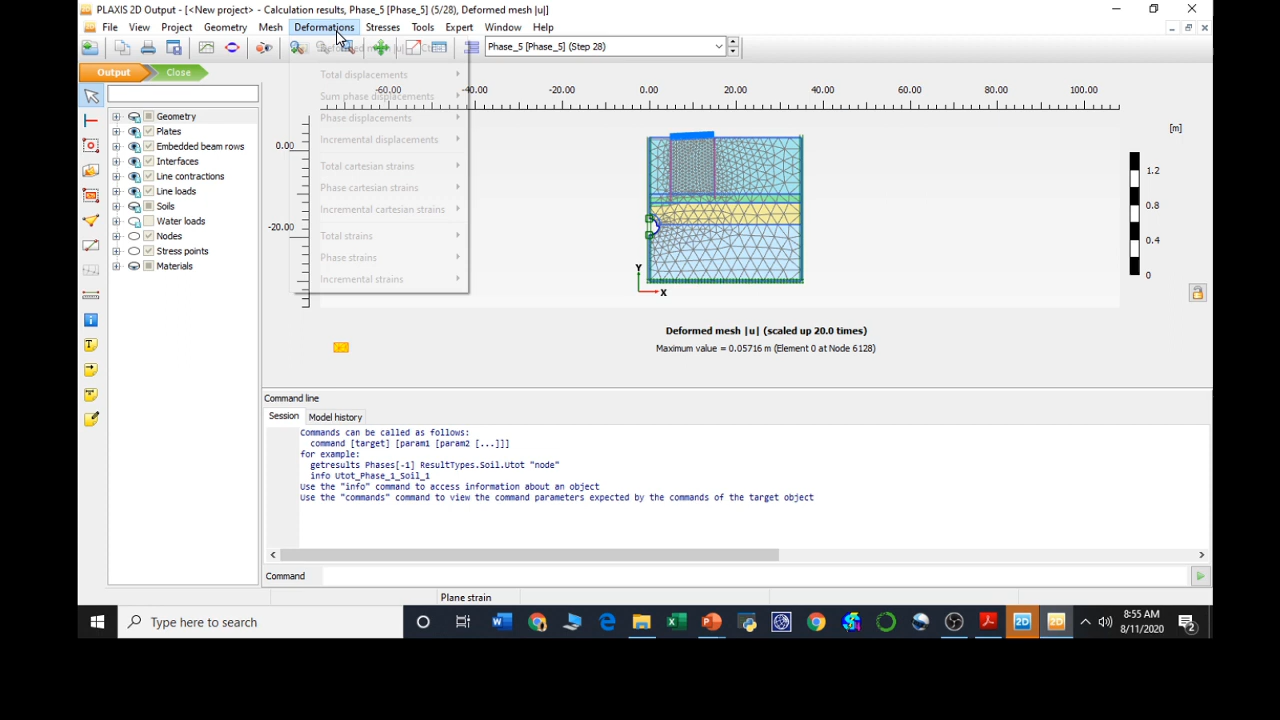 PLAXIS 2D Output - [<New project> - Calculation results, Phase_5 [Phase_5] (5/28), Deformed mesh |u|]
File View Project Geometry Mesh Deformations Stresses Tools Expert Window Help
Phase_5 [Phase_5] (Step 28)
Output Close
Total displacements
Sum phase displacements
Phase displacements
Incremental displacements
Total cartesian strains
Phase cartesian strains
Incremental cartesian strains
Total strains
Phase strains
Incremental strains
Geometry
Plates
Embedded beam rows
Interfaces
Line contractions
Line loads
Soils
Water loads
Nodes
Stress points
Materials
-60.00 -40.00 -20.00 0.00 20.00 40.00 60.00 80.00 100.00
0.00
-20.00
[m]
1.2
0.8
0.4
0
Y
X
Deformed mesh |u| (scaled up 20.0 times)
Maximum value = 0.05716 m (Element 0 at Node 6128)
Command line
Session Model history
Commands can be called as follows:
command [target] [param1 [param2 [...]]]
for example:
getresults Phases[-1] ResultTypes.Soil.Utot "node"
info Utot_Phase_1_Soil_1
Use the "info" command to access information about an object
Use the "commands" command to view the command parameters expected by the commands of the target object
Command
Plane strain
Type here to search
2D 2D
8:55 AM
8/11/2020
2